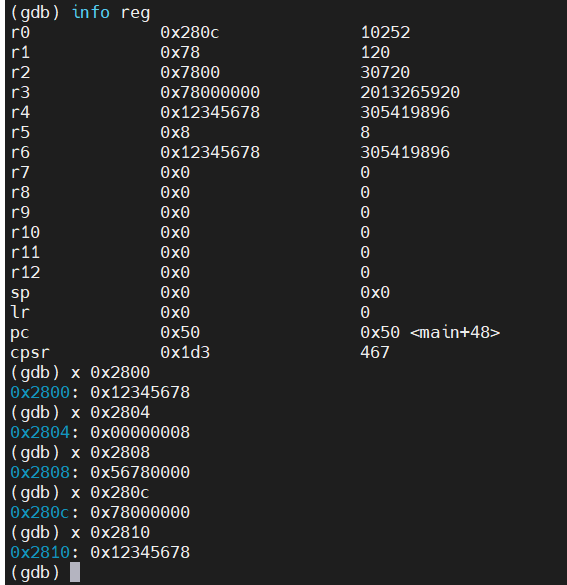 (gdb) info reg
r0 0x280c 10252
r1 0x78 120
r2 0x7800 30720
r3 0x78000000 2013265920
r4 0x12345678 305419896
r5 0x8 8
r6 0x12345678 305419896
r7 0x0 0
r8 0x0 0
r9 0x0 0
r10 0x0 0
r11 0x0 0
r12 0x0 0
sp 0x0 0x0
lr 0x0 0
pc 0x50 0x50 <main+48>
cpsr 0x1d3 467
(gdb) x 0x2800
0x2800: 0x12345678
(gdb) x 0x2804
0x2804: 0x00000008
(gdb) x 0x2808
0x2808: 0x56780000
(gdb) x 0x280c
0x280c: 0x78000000
(gdb) x 0x2810
0x2810: 0x12345678
(gdb)